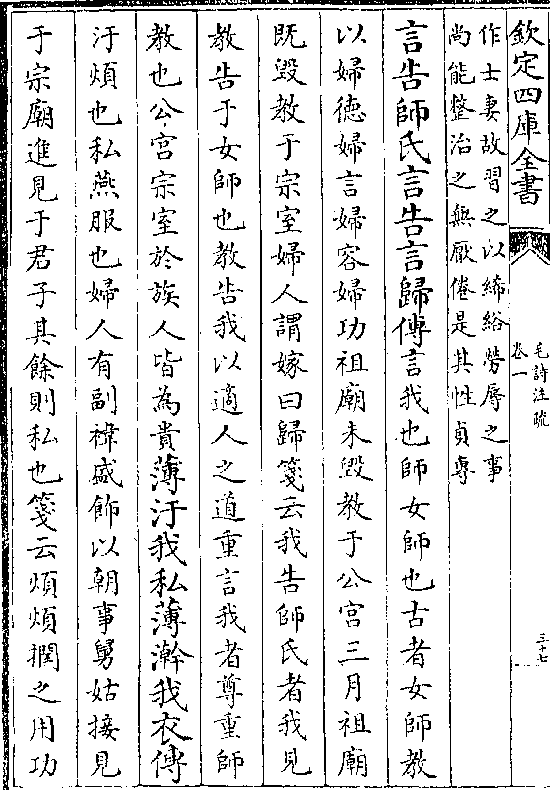 欽定四庫全書
毛詩注疏
卷一
三十七
作士妻故習之以絺綌勞辱之事
尚能整治之無厭倦是其性貞專
言告師氏言告言歸傳言我也師女師也古者女師教
以婦德婦言婦容婦功祖廟未毀教于公宫三月祖廟
既毀教于宗室婦人謂嫁曰歸箋云我告師氏者我見
教告于女師也教告我以適人之道重言我者尊重師
教也公宫宗室於族人皆為貴薄汙我私薄澣我衣傳
汙煩也私燕服也婦人有副褘盛飾以朝事舅姑接見
于宗廟進見于君子其餘則私也箋云煩煩撋之用功